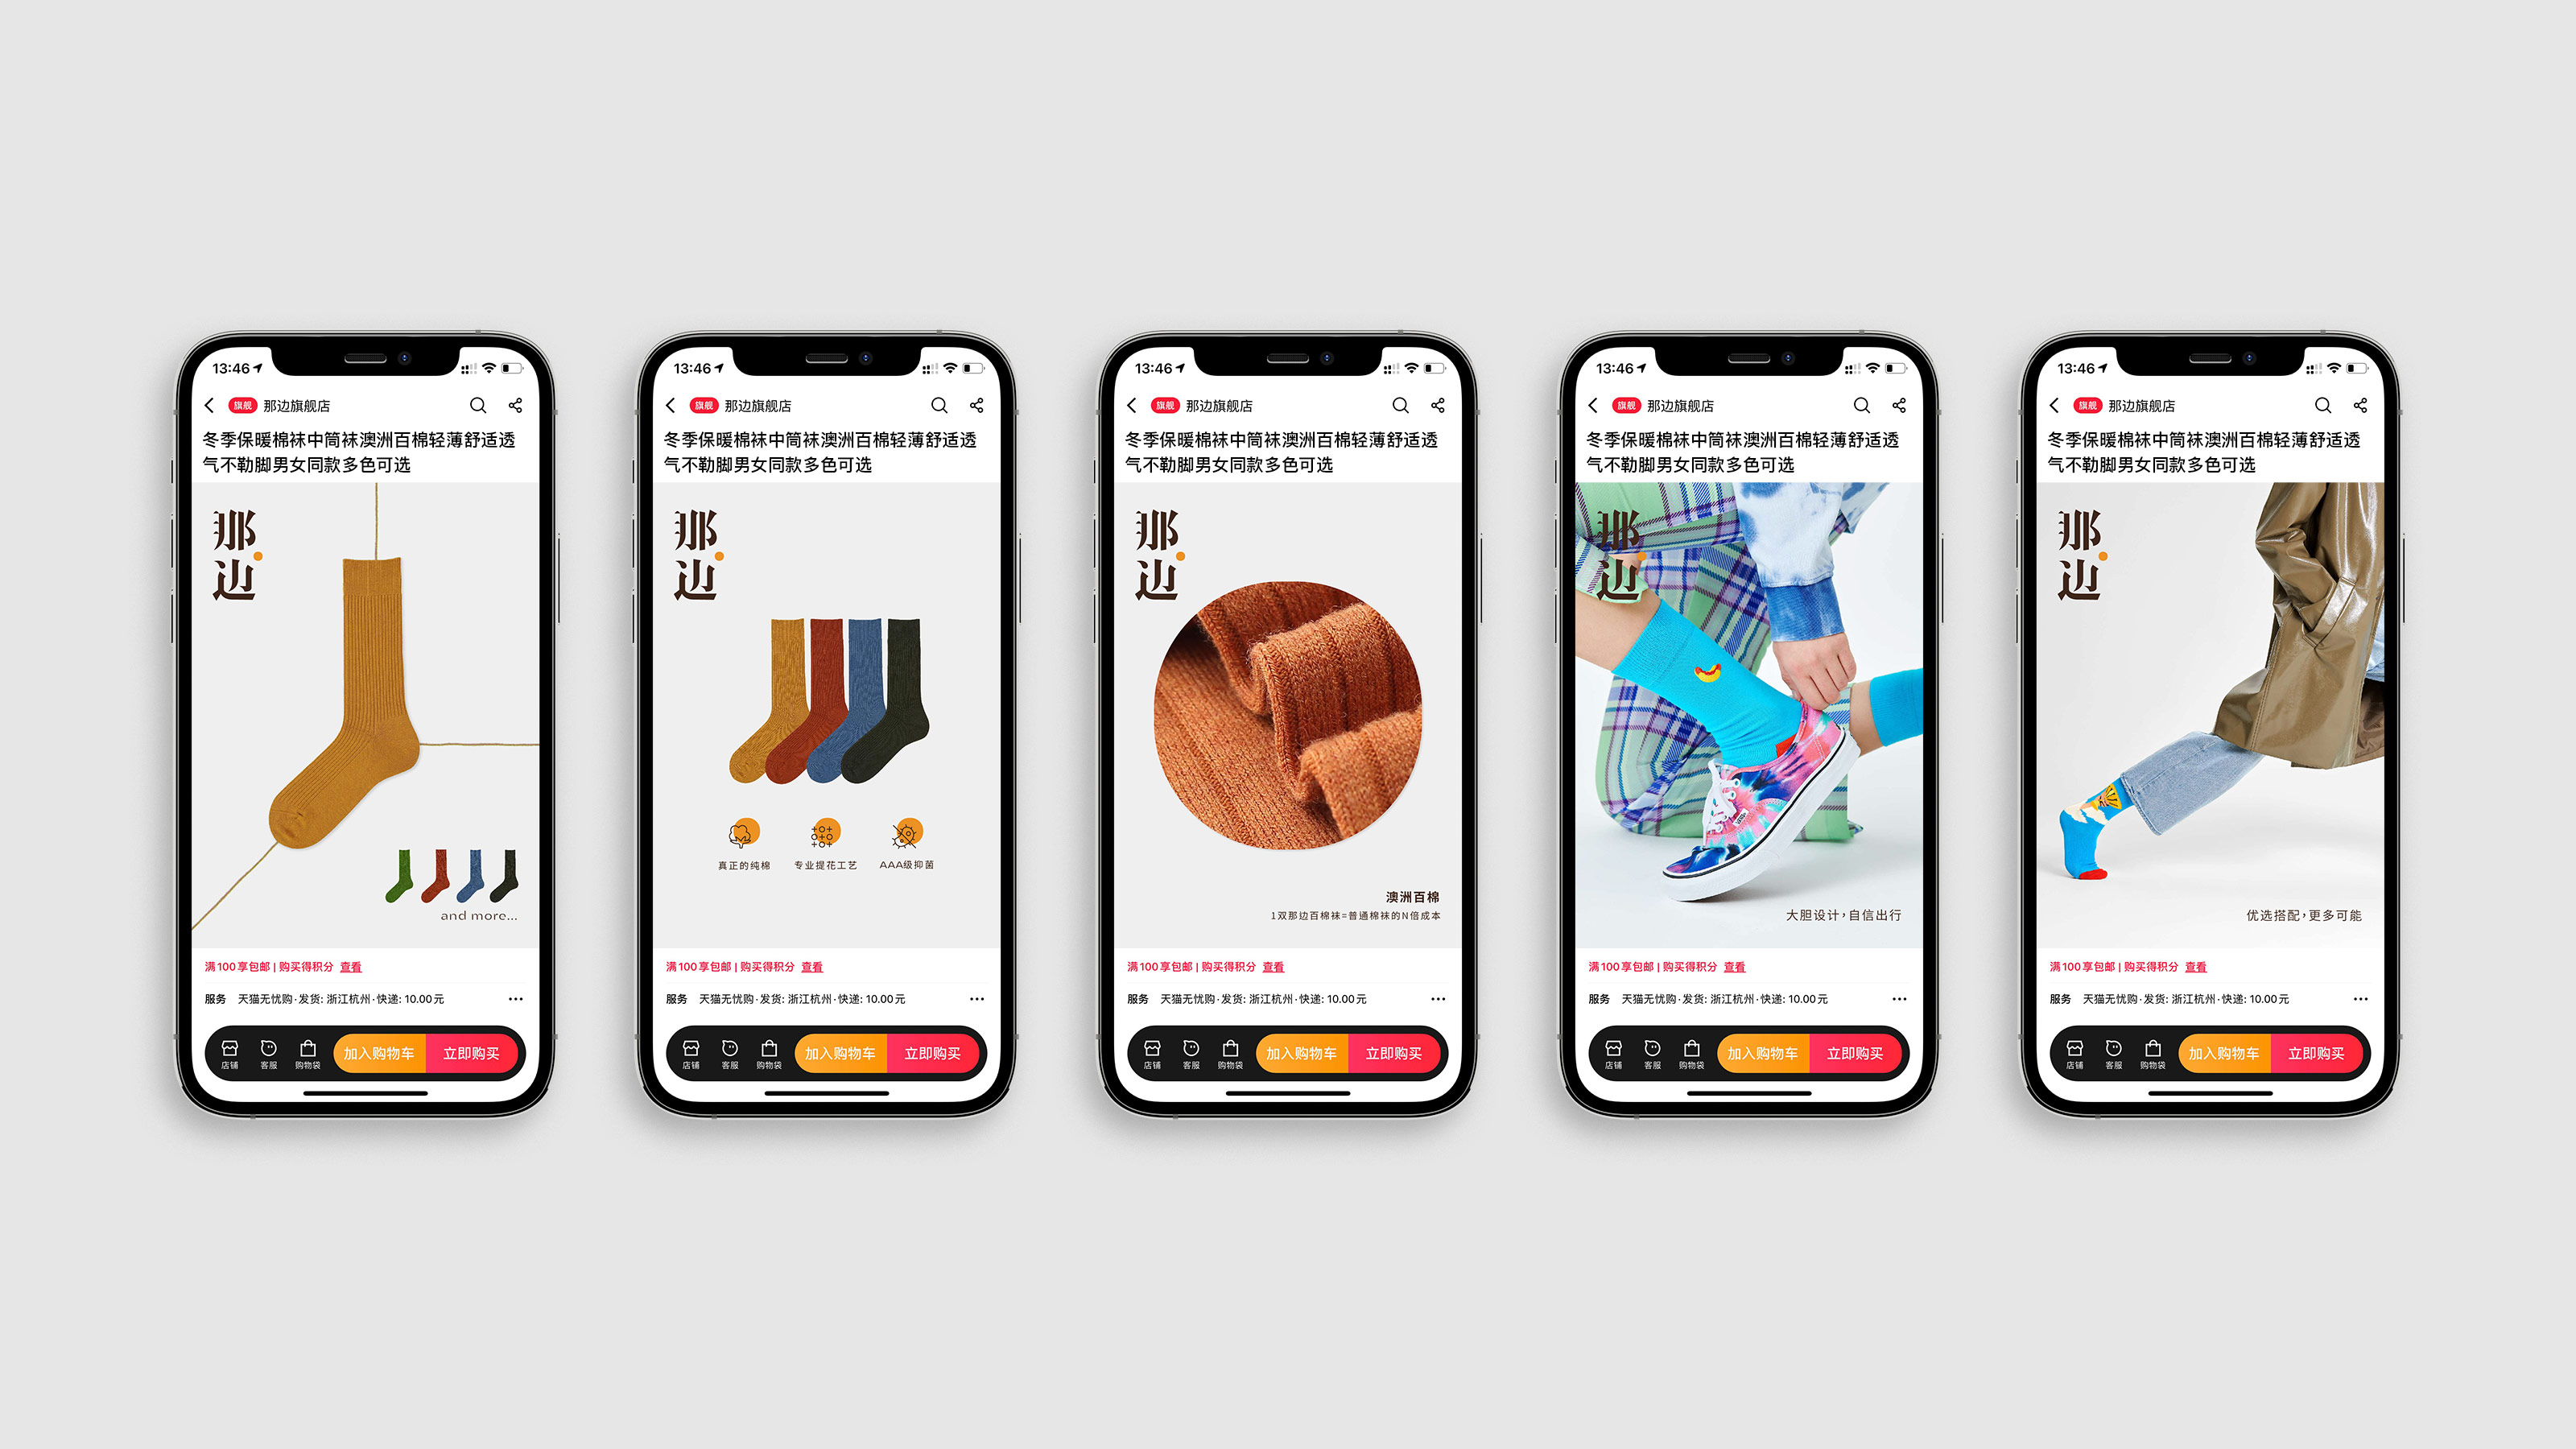 13:46
旗舰 那边旗舰店
冬季保暖棉袜中筒袜澳洲百棉轻薄舒适透
气不勒脚男女同款多色可选
那
边
and more...
满100享包邮 | 购买得积分 查看
服务 天猫无忧购·发货: 浙江杭州·快递: 10.00元
店铺 客服 购物袋 加入购物车 立即购买
13:46
旗舰 那边旗舰店
冬季保暖棉袜中筒袜澳洲百棉轻薄舒适透
气不勒脚男女同款多色可选
那
边
真正的纯棉 专业提花工艺 AAA级抑菌
满100享包邮 | 购买得积分 查看
服务 天猫无忧购·发货: 浙江杭州·快递: 10.00元
店铺 客服 购物袋 加入购物车 立即购买
13:46
旗舰 那边旗舰店
冬季保暖棉袜中筒袜澳洲百棉轻薄舒适透
气不勒脚男女同款多色可选
那
边
澳洲百棉
1双那边百棉袜=普通棉袜的N倍成本
满100享包邮 | 购买得积分 查看
服务 天猫无忧购·发货: 浙江杭州·快递: 10.00元
店铺 客服 购物袋 加入购物车 立即购买
13:46
旗舰 那边旗舰店
冬季保暖棉袜中筒袜澳洲百棉轻薄舒适透
气不勒脚男女同款多色可选
那
边
大胆设计,自信出行
满100享包邮 | 购买得积分 查看
服务 天猫无忧购·发货: 浙江杭州·快递: 10.00元
店铺 客服 购物袋 加入购物车 立即购买
13:46
旗舰 那边旗舰店
冬季保暖棉袜中筒袜澳洲百棉轻薄舒适透
气不勒脚男女同款多色可选
那
边
优选搭配,更多可能
满100享包邮 | 购买得积分 查看
服务 天猫无忧购·发货: 浙江杭州·快递: 10.00元
店铺 客服 购物袋 加入购物车 立即购买